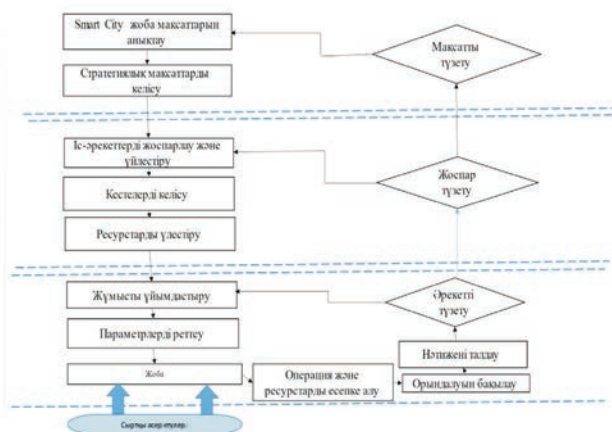 Smart City жоба мақсаттарын
анықтау
Стратегиялық мақсаттарды
келісу
Мақсатты
түзету
Іс-әрекеттерді жоспарлау және
үйлестіру
Кестелерді келісу
Ресурстарды үлестіру
Жоспар
түзету
Жұмысты ұйымдастыру
Параметрлерді реттеу
Жоба
Әрекетті
түзету
Нәтижені талдау
Операция және
ресурстарды есепке алу
Орындалуын бақылау
Сыртқы әсер етулер